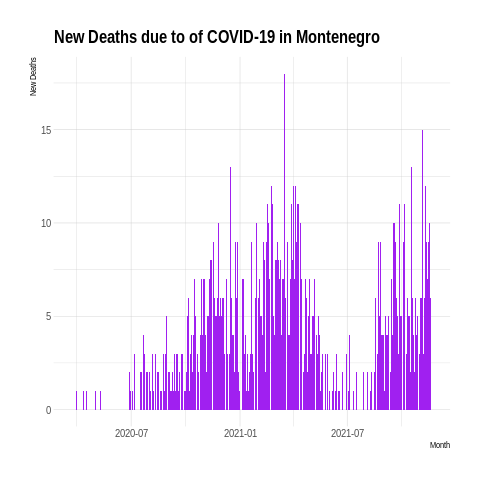 New Deaths due to of COVID-19 in Montenegro
New Deaths
15
10
5
0
2020-07
2021-01
2021-07
Month